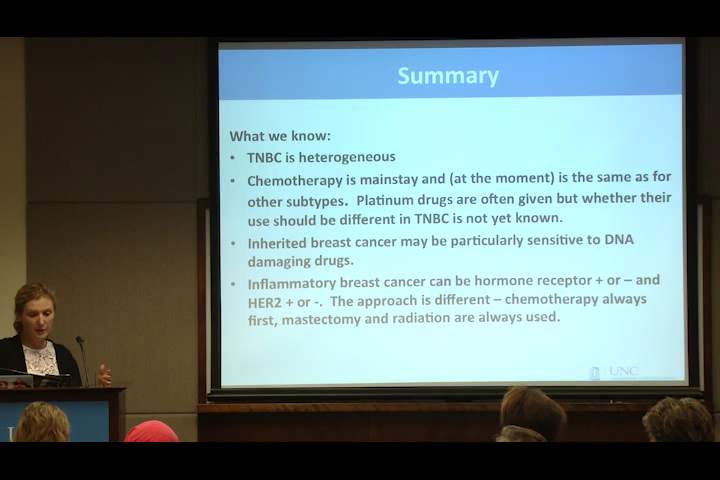 Summary
What we know:
• TNBC is heterogeneous
• Chemotherapy is mainstay and (at the moment) is the same as for
other subtypes. Platinum drugs are often given but whether their
use should be different in TNBC is not yet known.
• Inherited breast cancer may be particularly sensitive to DNA
damaging drugs.
• Inflammatory breast cancer can be hormone receptor + or – and
HER2 + or -. The approach is different – chemotherapy always
first, mastectomy and radiation are always used.
UNC